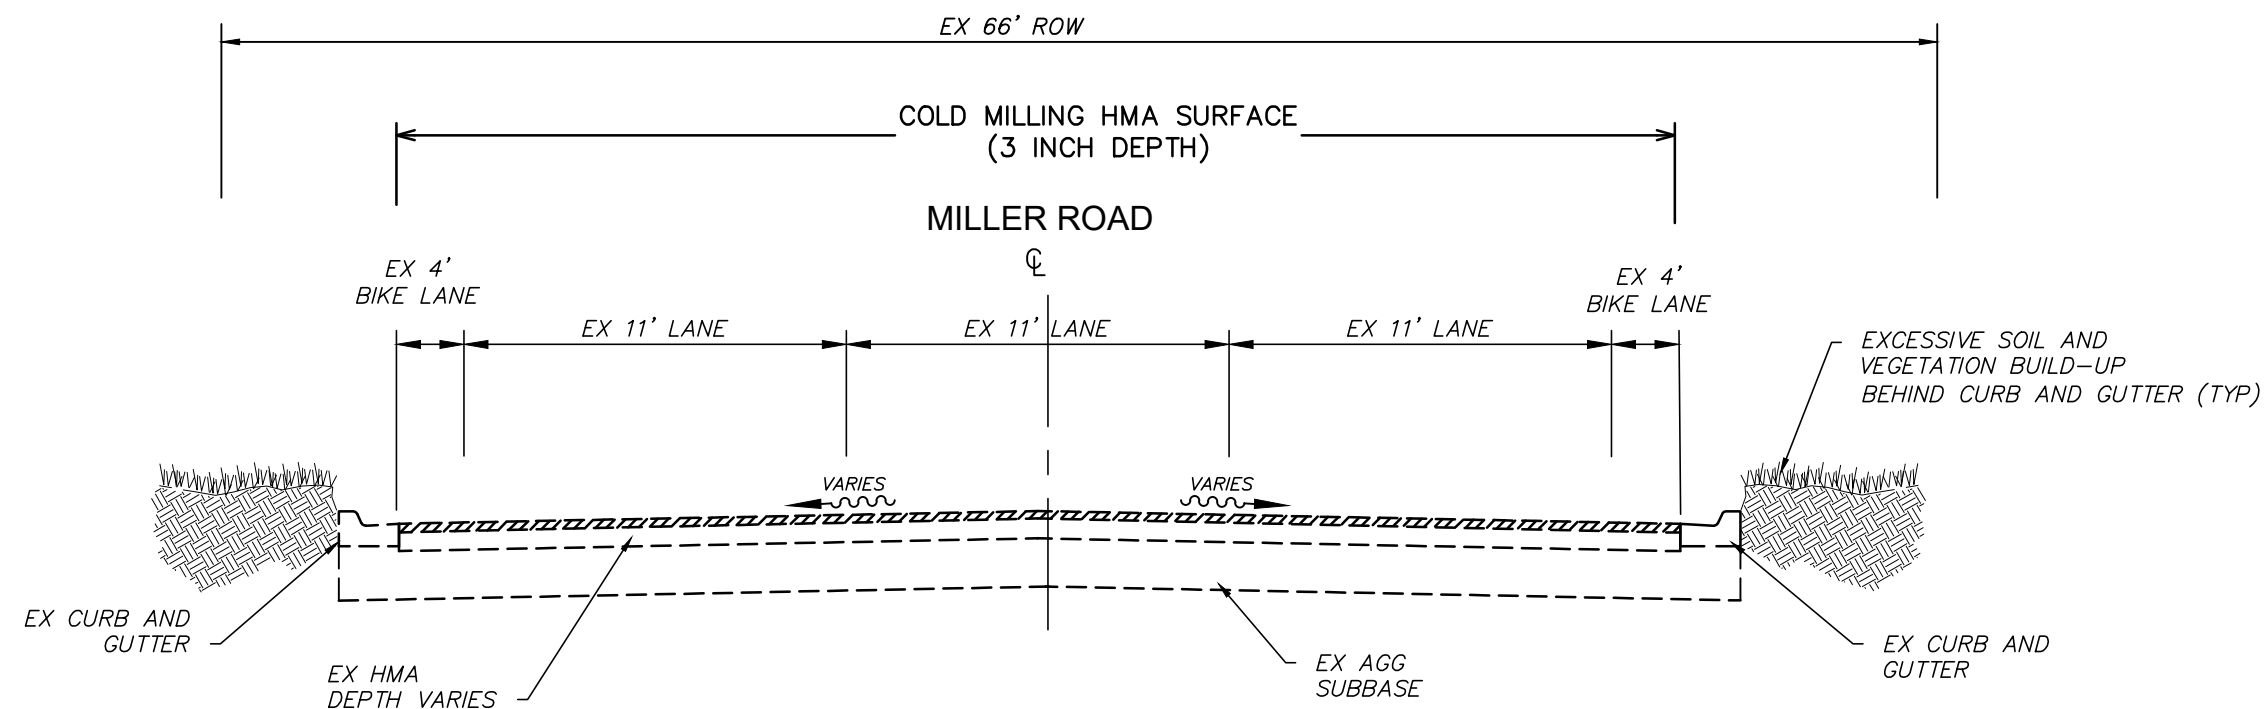 EX 66' ROW
COLD MILLING HMA SURFACE
(3 INCH DEPTH)
MILLER ROAD
℄
EX 4'
BIKE LANE
EX 4'
BIKE LANE
EX 11' LANE
EX 11' LANE
EX 11' LANE
EXCESSIVE SOIL AND
VEGETATION BUILD-UP
BEHIND CURB AND GUTTER (TYP)
VARIES
VARIES
EX CURB AND
GUTTER
EX HMA
DEPTH VARIES
EX AGG
SUBBASE
EX CURB AND
GUTTER